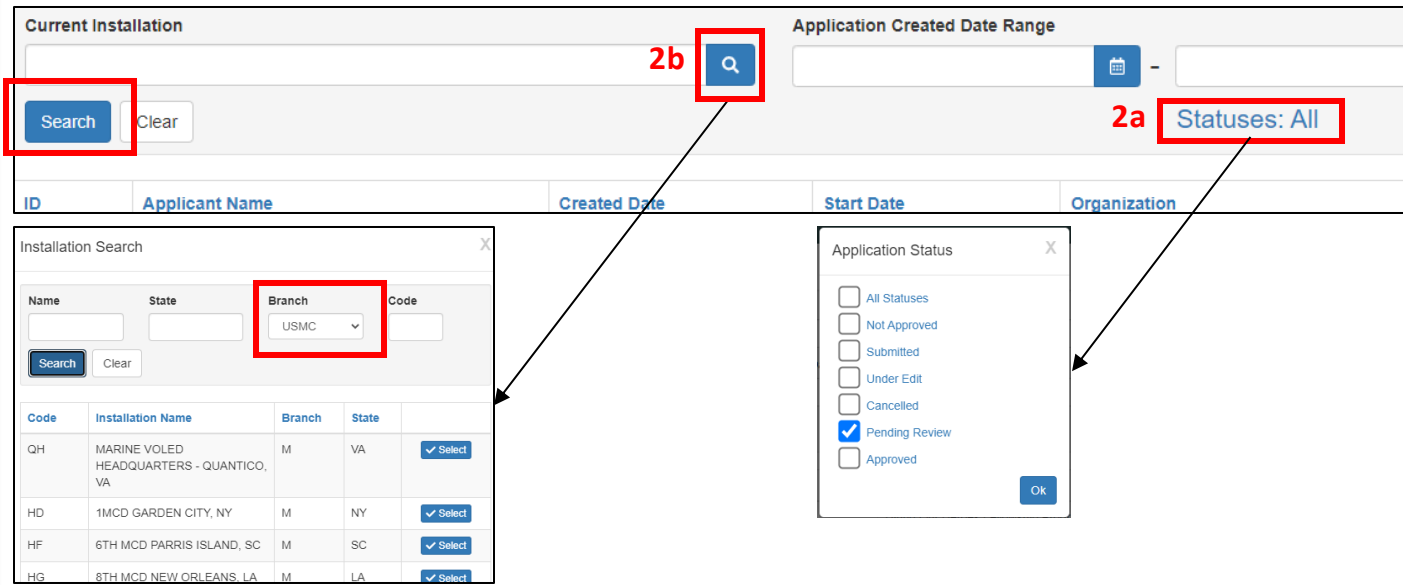 Current Installation
Application Created Date Range
2b
-
Search
Clear
2a
Statuses: All
ID
Applicant Name
Created Date
Start Date
Organization
Installation Search
X
Name
State
Branch
Code
USMC
Search
Clear
Code
Installation Name
Branch
State
QH
MARINE VOLED
HEADQUARTERS - QUANTICO,
VA
M
VA
Select
HD
1MCD GARDEN CITY, NY
M
NY
Select
HF
6TH MCD PARRIS ISLAND, SC
M
SC
Select
HG
8TH MCD NEW ORLEANS, LA
M
LA
Select
Application Status
X
All Statuses
Not Approved
Submitted
Under Edit
Cancelled
Pending Review
Approved
Ok